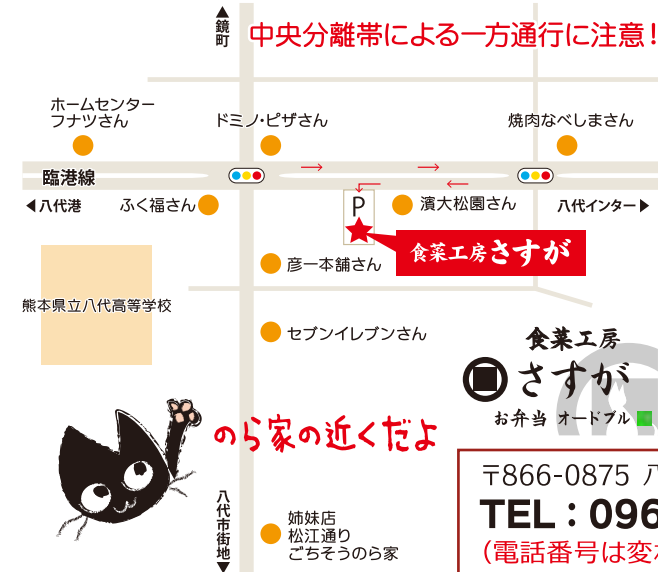 ▲鏡町
中央分離帯による一方通行に注意!
ホームセンター
フナツさん
ドミノ・ピザさん
焼肉なべしまさん
臨港線
◀八代港
ふく福さん
P
濱大松園さん
八代インター▶
食菜工房さすが
彦一本舗さん
熊本県立八代高等学校
セブンイレブンさん
食菜工房
さすが
お弁当 オードブル
のら家の近くだよ
〒866-0875
TEL:096
(電話番号は変わ
八代市街地▼
姉妹店
松江通り
ごちそうのら家